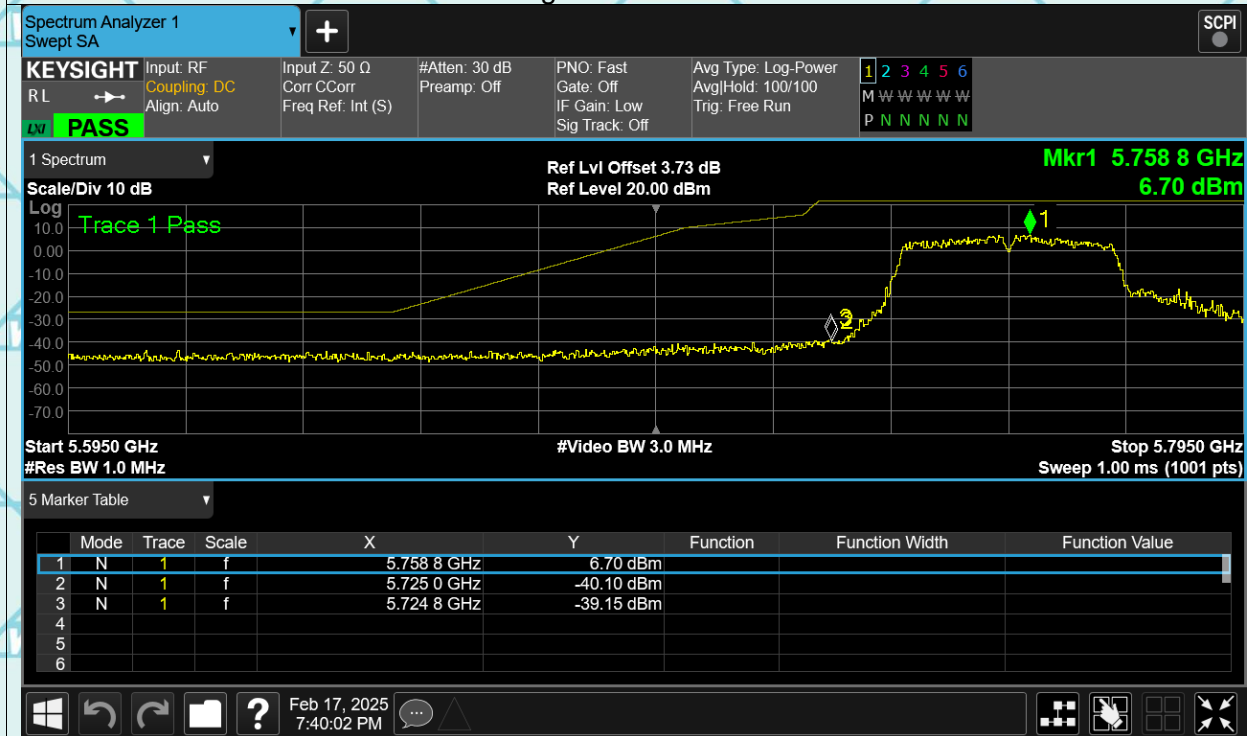 Spectrum Analyzer 1
Swept SA
+
SCPI
KEYSIGHT
RL
LXI PASS
Input: RF
Coupling: DC
Align: Auto
Input Z: 50 Ω
Corr CCorr
Freq Ref: Int (S)
#Atten: 30 dB
Preamp: Off
PNO: Fast
Gate: Off
IF Gain: Low
Sig Track: Off
Avg Type: Log-Power
Avg|Hold: 100/100
Trig: Free Run
1 2 3 4 5 6
M W W W W W
P N N N N N
1 Spectrum
Scale/Div 10 dB
Ref Lvl Offset 3.73 dB
Ref Level 20.00 dBm
Mkr1 5.758 8 GHz
6.70 dBm
Log
Trace 1 Pass
10.0
0.00
-10.0
-20.0
-30.0
-40.0
-50.0
-60.0
-70.0
1
Start 5.5950 GHz
#Res BW 1.0 MHz
#Video BW 3.0 MHz
Stop 5.7950 GHz
Sweep 1.00 ms (1001 pts)
5 Marker Table
Mode Trace Scale X Y Function Function Width Function Value
1 N 1 f 5.758 8 GHz 6.70 dBm
2 N 1 f 5.725 0 GHz -40.10 dBm
3 N 1 f 5.724 8 GHz -39.15 dBm
4
5
6
?
Feb 17, 2025
7:40:02 PM